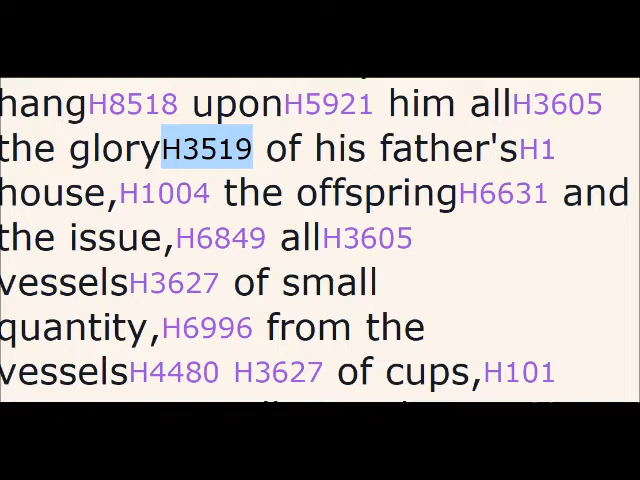 hangH8518 uponH5921 him allH3605
the gloryH3519 of his father'sH1
house,H1004 the offspringH6631 and
the issue,H6849 allH3605
vesselsH3627 of small
quantity,H6996 from the
vesselsH4480 H3627 of cups,H101